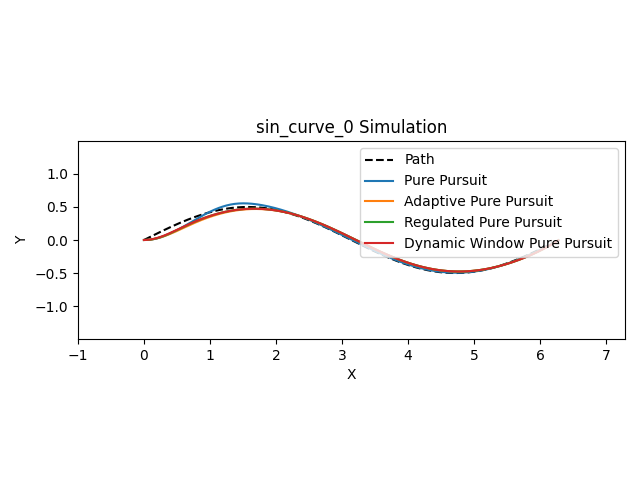 sin_curve_0 Simulation
Path
Pure Pursuit
Adaptive Pure Pursuit
Regulated Pure Pursuit
Dynamic Window Pure Pursuit
Y
1.0
0.5
0.0
−0.5
−1.0
−1 0 1 2 3 4 5 6 7
X